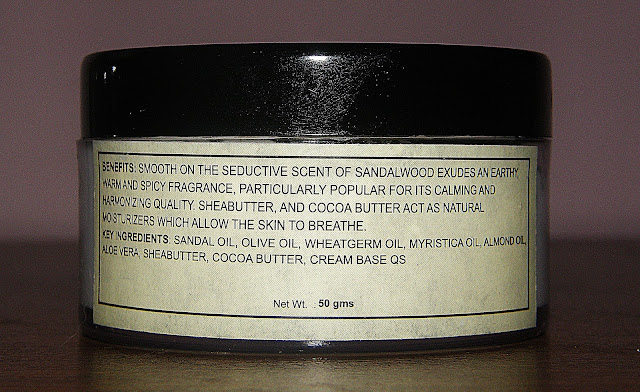 BENEFITS: SMOOTH ON THE SEDUCTIVE SCENT OF SANDALWOOD EXUDES AN EARTHY,
WARM AND SPICY FRAGRANCE, PARTICULARLY POPULAR FOR ITS CALMING AND
HARMONIZING QUALITY. SHEABUTTER, AND COCOA BUTTER ACT AS NATURAL
MOISTURIZERS WHICH ALLOW THE SKIN TO BREATHE.
KEY INGREDIENTS: SANDAL OIL, OLIVE OIL, WHEATGERM OIL, MYRISTICA OIL, ALMOND OIL,
ALOE VERA, SHEABUTTER, COCOA BUTTER, CREAM BASE QS
Net Wt. 50 gms